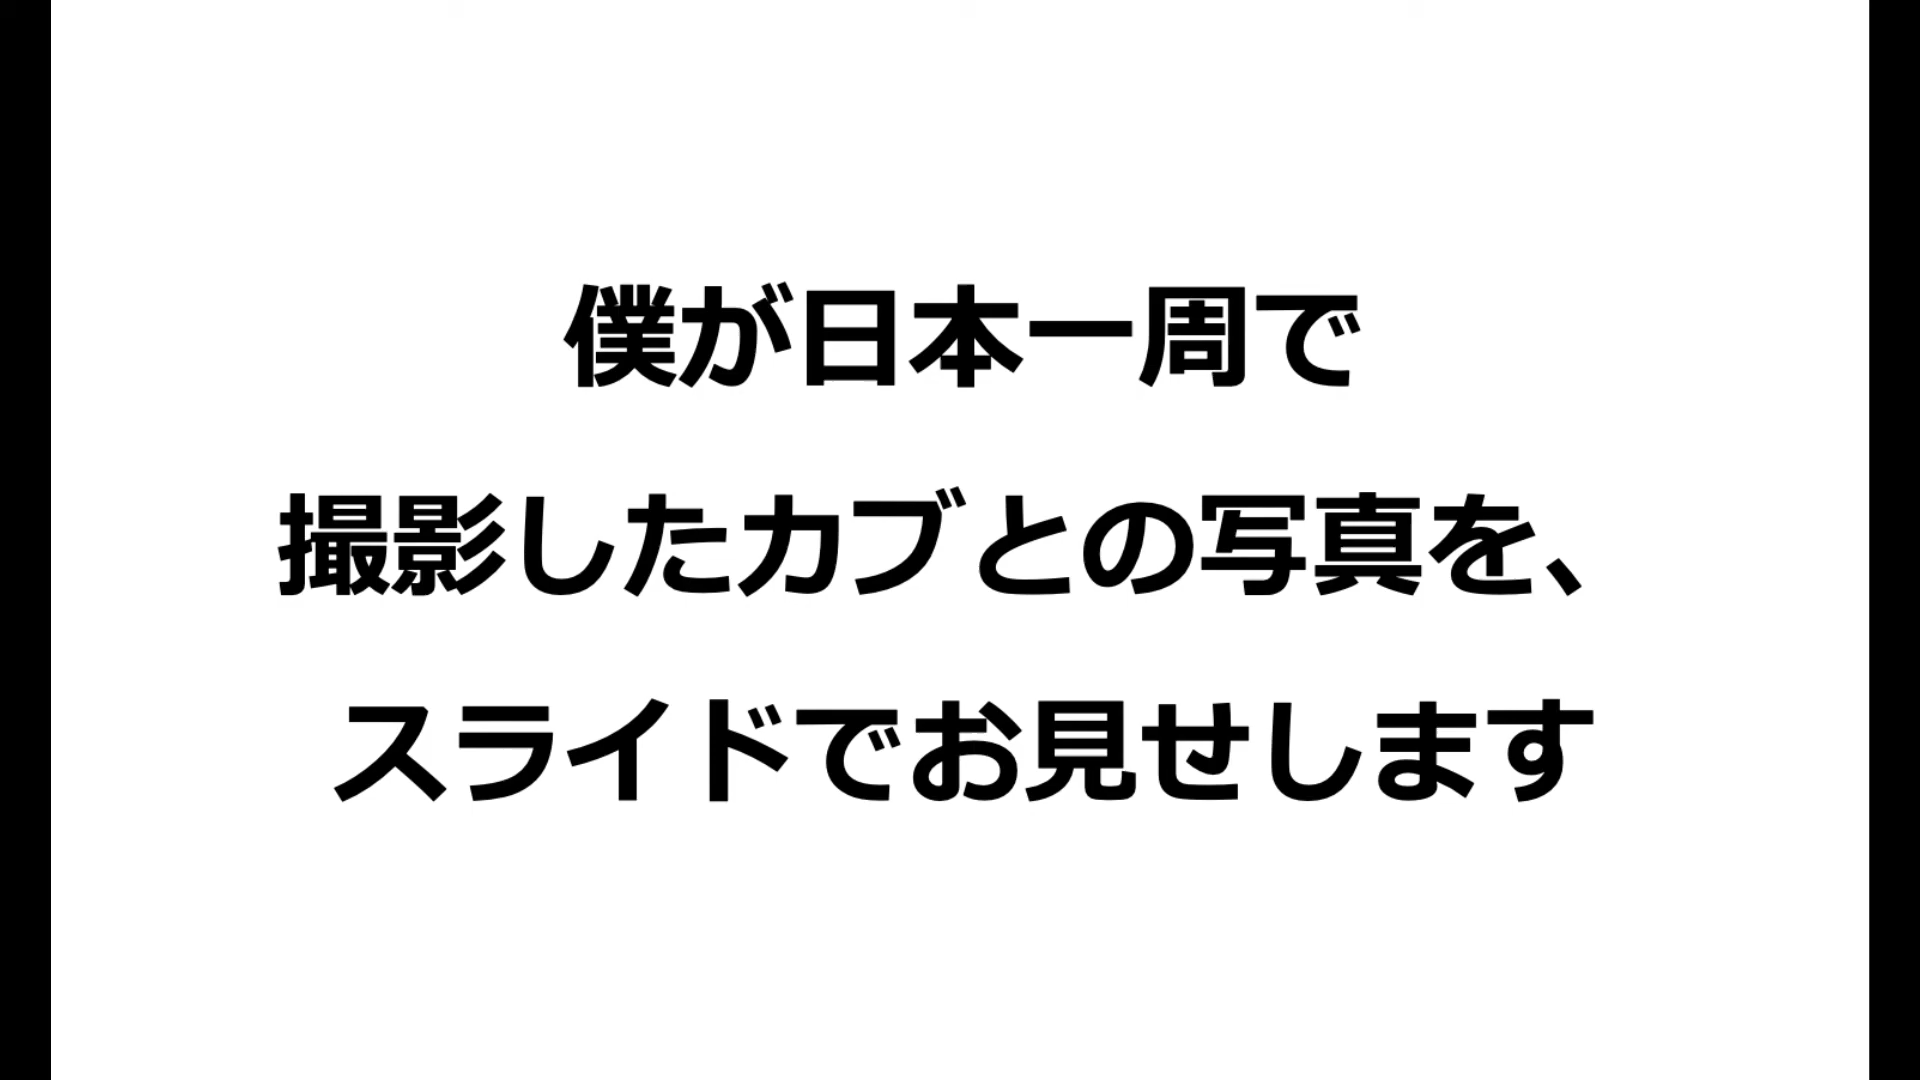 僕が日本一周で
撮影したカブとの写真を、
スライドでお見せします